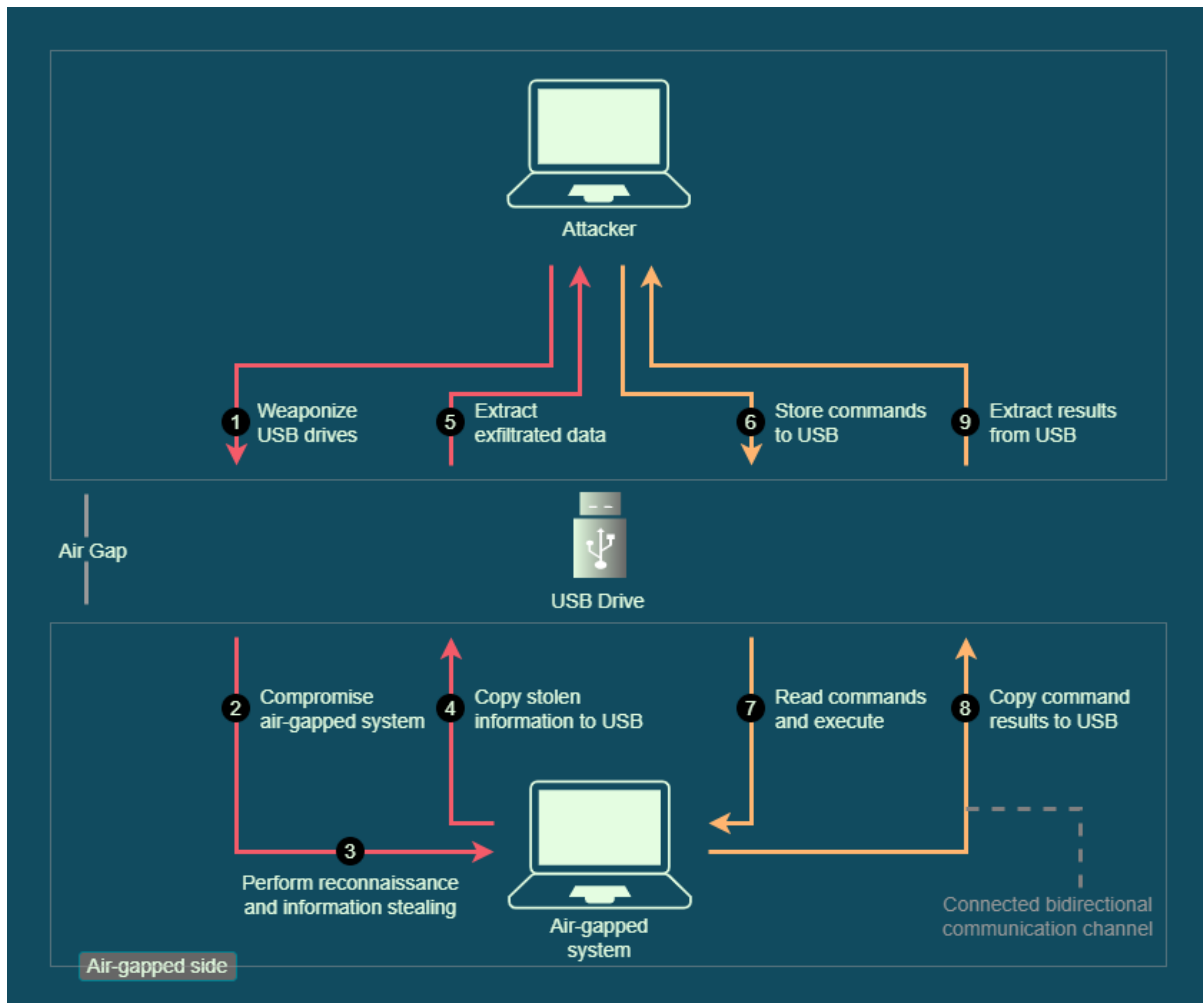 Attacker
1 Weaponize
USB drives
5 Extract
exfiltrated data
6 Store commands
to USB
9 Extract results
from USB
Air Gap
USB Drive
2 Compromise
air-gapped system
4 Copy stolen
information to USB
7 Read commands
and execute
8 Copy command
results to USB
3
Perform reconnaissance
and information stealing
Air-gapped
system
Connected bidirectional
communication channel
Air-gapped side